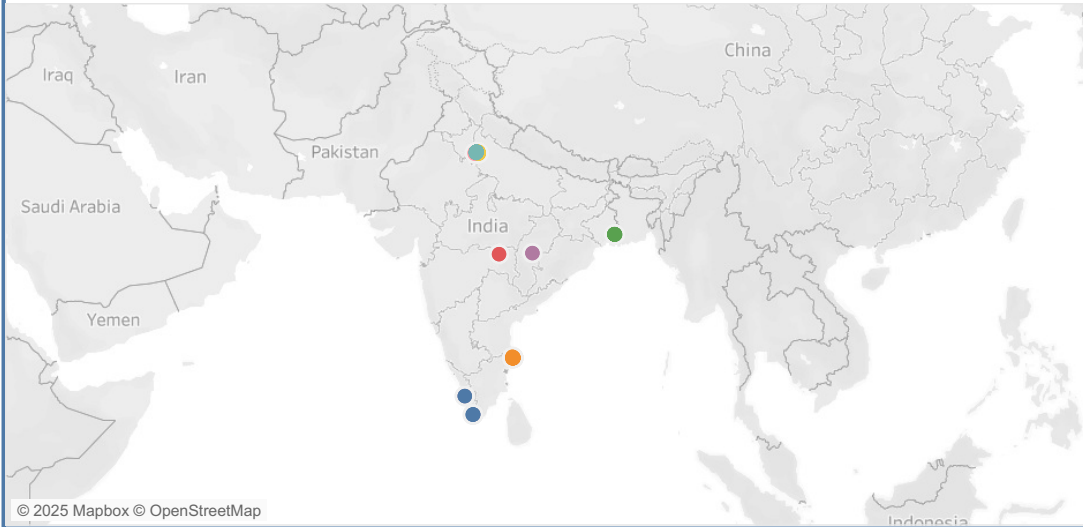 China
Iraq
Iran
Pakistan
Saudi Arabia
India
Yemen
© 2025 Mapbox © OpenStreetMap
Indonesia